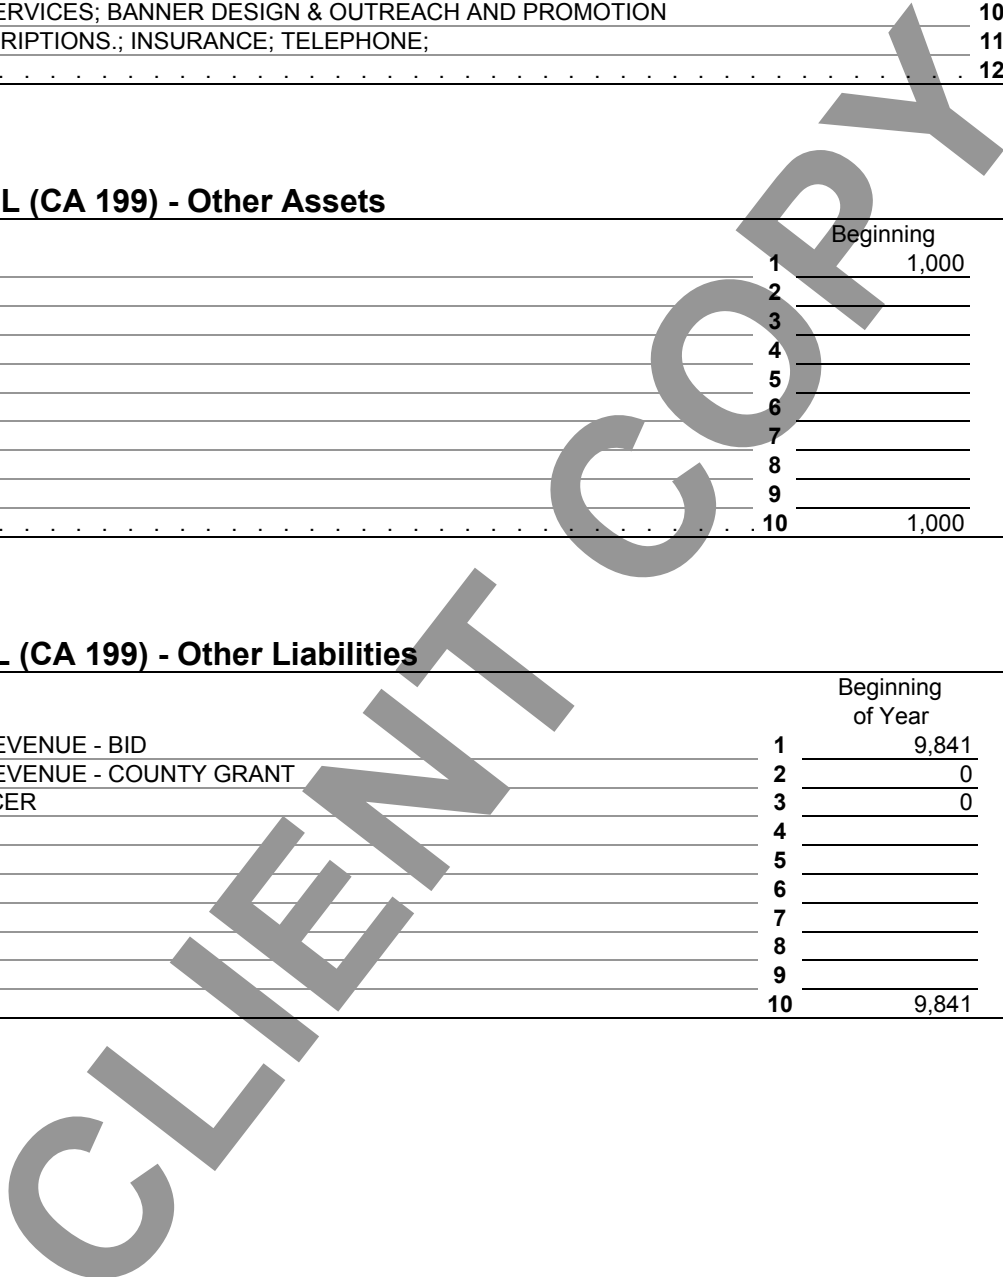 ERVICES; BANNER DESIGN & OUTREACH AND PROMOTION 10
RIPTIONS.; INSURANCE; TELEPHONE; 11
. . . . . . . . . . . . . . . . . . . . . . . . . . . . . . . . . . . . . . . 12
L (CA 199) - Other Assets
Beginning
1 1,000
2
3
4
5
6
7
8
9
. . . . . . . . . . . . . . . . . . . . . . . . . . . . . . 10 1,000
L (CA 199) - Other Liabilities
Beginning
of Year
EVENUE - BID 1 9,841
EVENUE - COUNTY GRANT 2 0
CER 3 0
4
5
6
7
8
9
10 9,841
CLIENT COPY